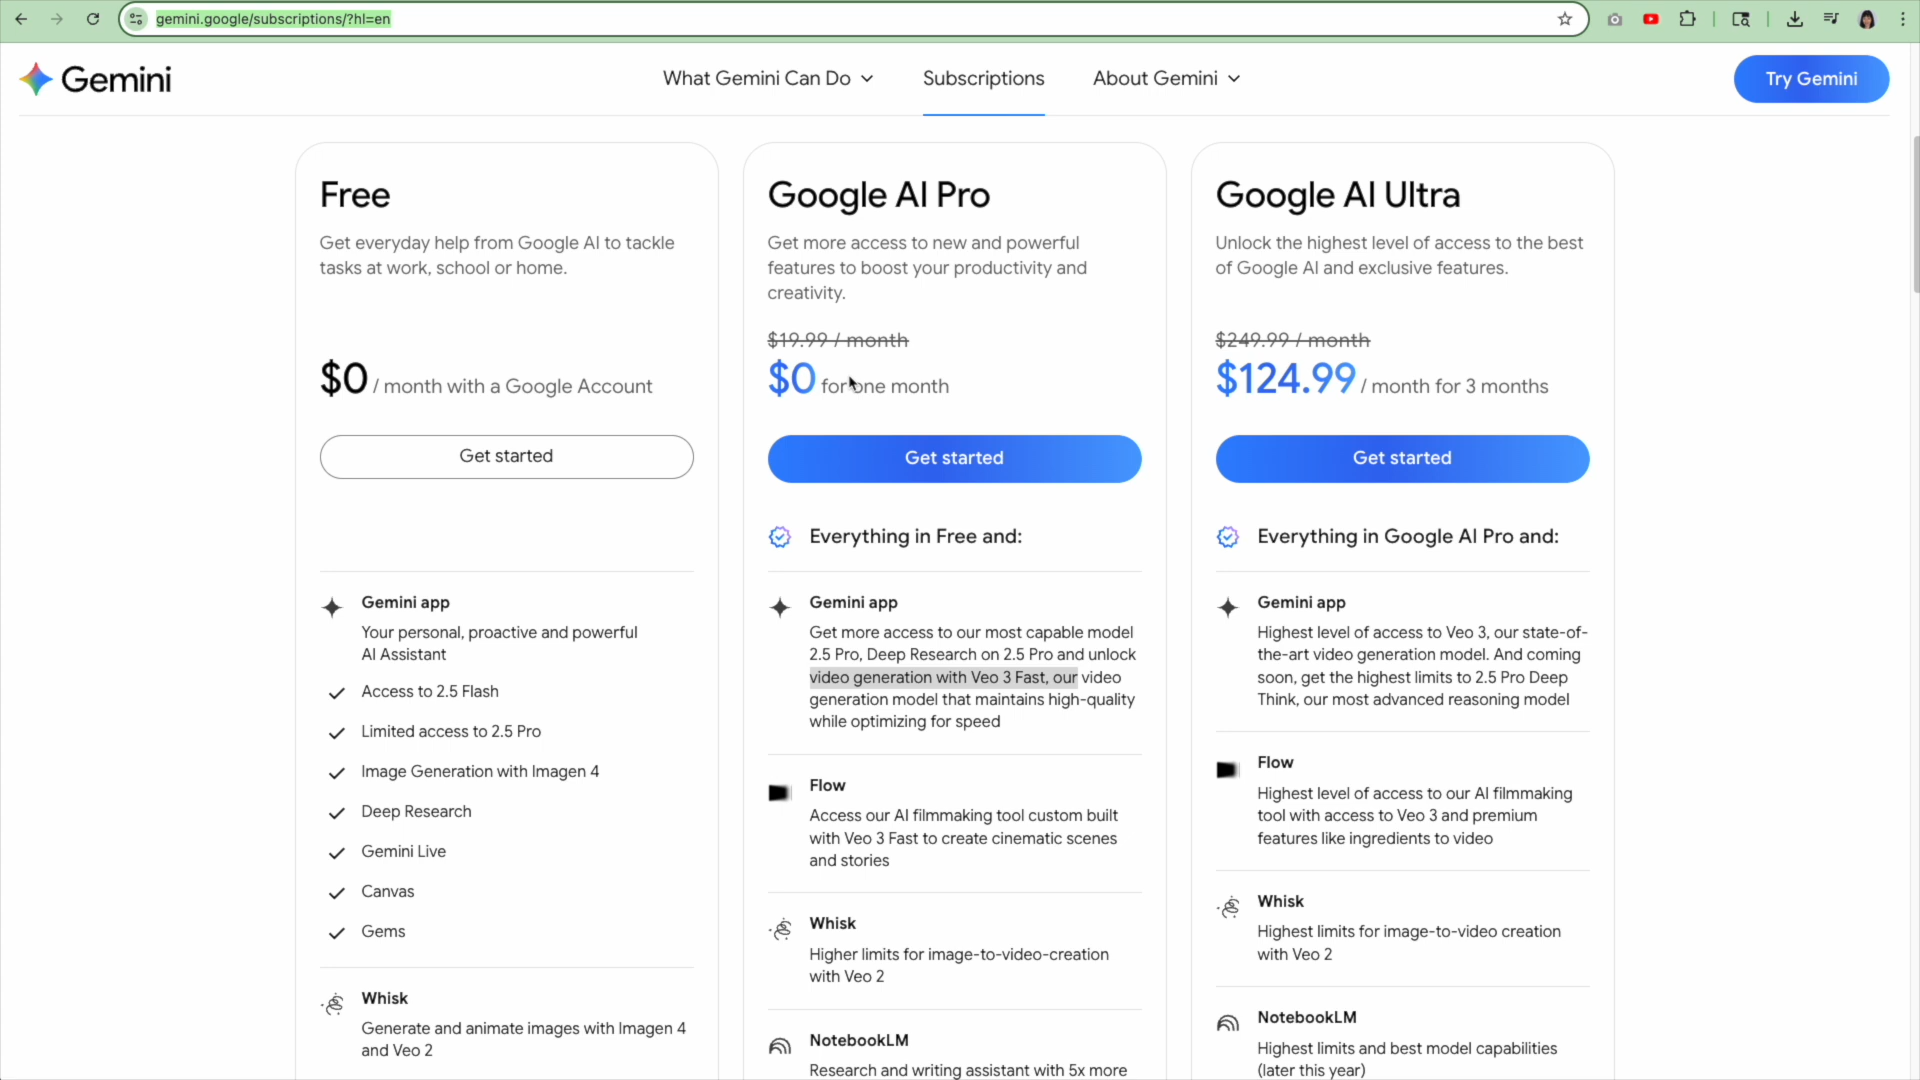 gemini.google/subscriptions/?hl=en
Gemini
What Gemini Can Do
Subscriptions
About Gemini
Try Gemini
Free
Get everyday help from Google AI to tackle
tasks at work, school or home.
$0 / month with a Google Account
Get started
Gemini app
Your personal, proactive and powerful
AI Assistant
Access to 2.5 Flash
Limited access to 2.5 Pro
Image Generation with Imagen 4
Deep Research
Gemini Live
Canvas
Gems
Whisk
Generate and animate images with Imagen 4
and Veo 2
Google AI Pro
Get more access to new and powerful
features to boost your productivity and
creativity.
$19.99 / month
$0 for one month
Get started
Everything in Free and:
Gemini app
Get more access to our most capable model
2.5 Pro, Deep Research on 2.5 Pro and unlock
video generation with Veo 3 Fast, our video
generation model that maintains high-quality
while optimizing for speed
Flow
Access our AI filmmaking tool custom built
with Veo 3 Fast to create cinematic scenes
and stories
Whisk
Higher limits for image-to-video-creation
with Veo 2
NotebookLM
Research and writing assistant with 5x more
Google AI Ultra
Unlock the highest level of access to the best
of Google AI and exclusive features.
$249.99 / month
$124.99 / month for 3 months
Get started
Everything in Google AI Pro and:
Gemini app
Highest level of access to Veo 3, our state-of-
the-art video generation model. And coming
soon, get the highest limits to 2.5 Pro Deep
Think, our most advanced reasoning model
Flow
Highest level of access to our AI filmmaking
tool with access to Veo 3 and premium
features like ingredients to video
Whisk
Highest limits for image-to-video creation
with Veo 2
NotebookLM
Highest limits and best model capabilities
(later this year)